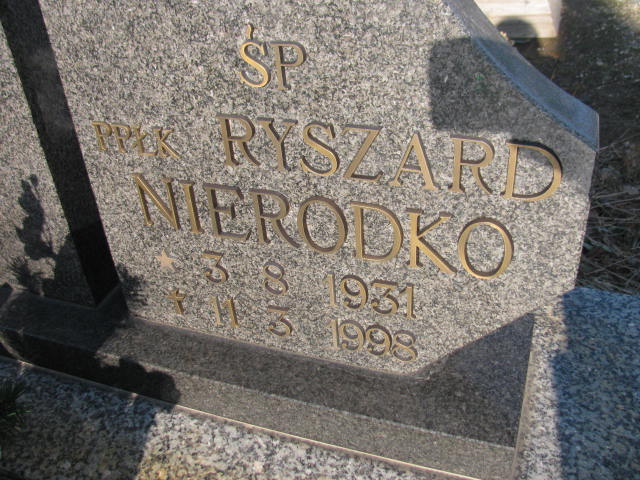 ŚP
PPŁK RYSZARD
NIERODKO
* 3 8 1931
† 11 3 1998